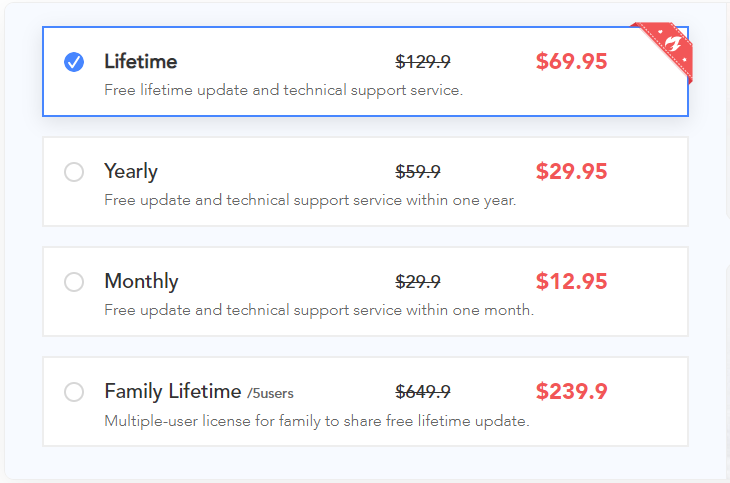 Lifetime $129.9 $69.95
Free lifetime update and technical support service.
Yearly $59.9 $29.95
Free update and technical support service within one year.
Monthly $29.9 $12.95
Free update and technical support service within one month.
Family Lifetime /5users $649.9 $239.9
Multiple-user license for family to share free lifetime update.